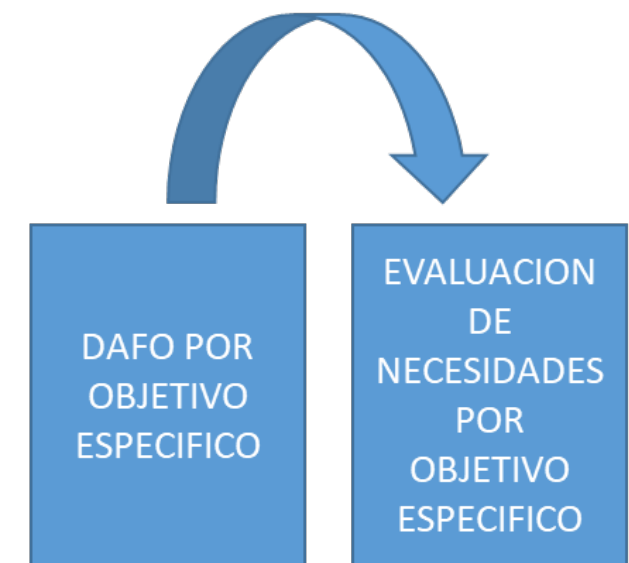 DAFO POR
OBJETIVO
ESPECIFICO
EVALUACION
DE
NECESIDADES
POR
OBJETIVO
ESPECIFICO